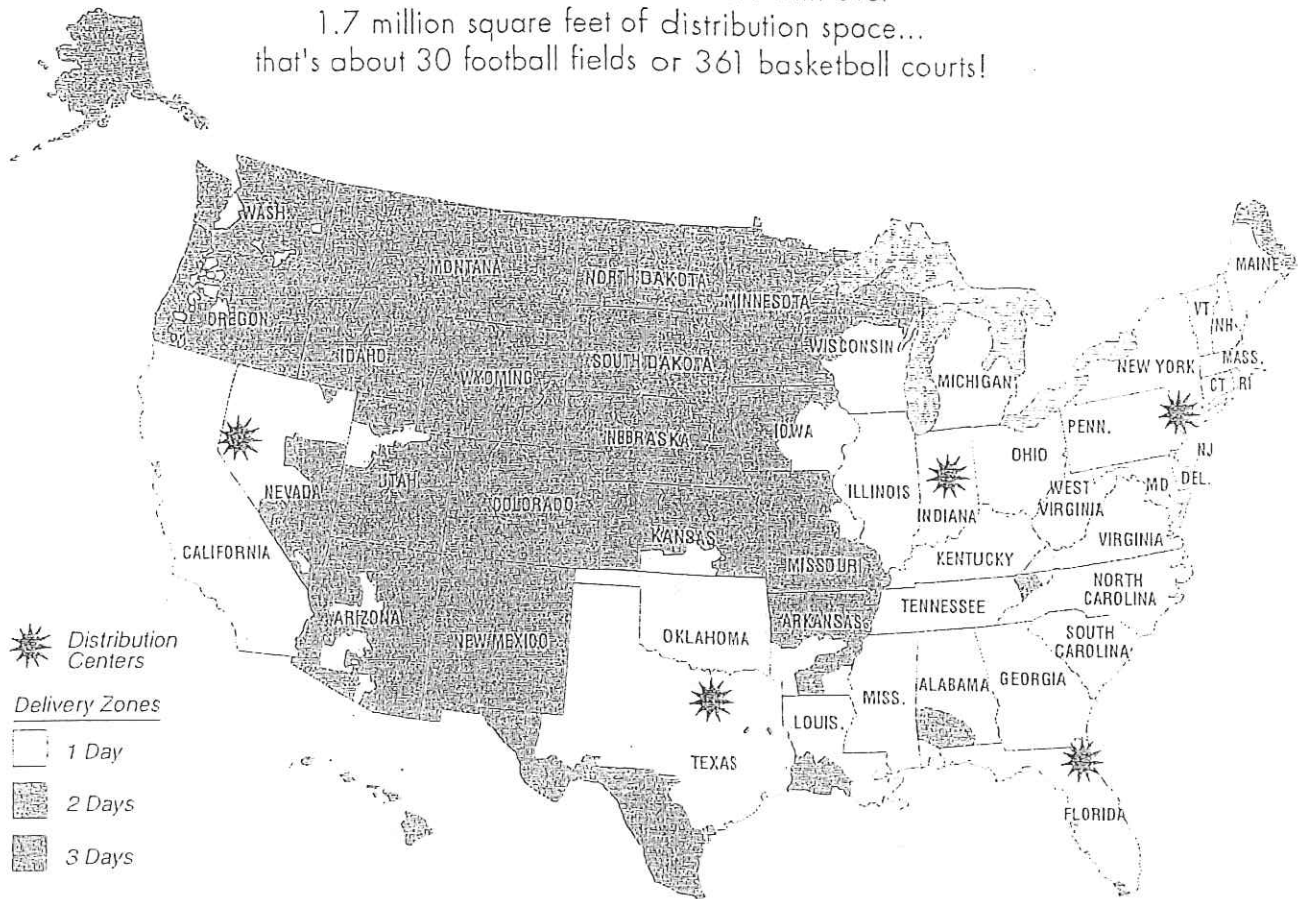 1.7 million square feet of distribution space...
that's about 30 football fields or 361 basketball courts!
WASH.
MONTANA
NORTH DAKOTA
MINNESOTA
MAINE
OREGON
IDAHO
WYOMING
SOUTH DAKOTA
WISCONSIN
MICHIGAN
VT
NH
NEW YORK
MASS.
CT
RI
IOWA
NEBRASKA
PENN.
NEVADA
UTAH
COLORADO
ILLINOIS
INDIANA
OHIO
NJ
MD
DEL.
WEST
VIRGINIA
VIRGINIA
CALIFORNIA
KANSAS
MISSOURI
KENTUCKY
ARIZONA
NEW MEXICO
OKLAHOMA
ARKANSAS
TENNESSEE
NORTH
CAROLINA
SOUTH
CAROLINA
TEXAS
LOUIS.
MISS.
ALABAMA
GEORGIA
FLORIDA
Distribution
Centers
Delivery Zones
1 Day
2 Days
3 Days